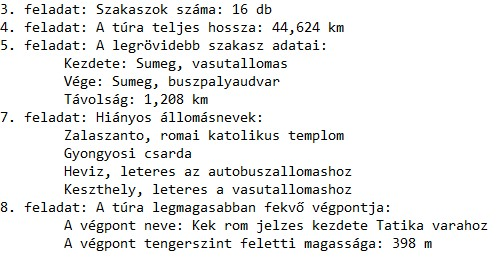 3. feladat: Szakaszok száma: 16 db
4. feladat: A túra teljes hossza: 44,624 km
5. feladat: A legrövidebb szakasz adatai:
Kezdete: Sumeg, vasutallomas
Vége: Sumeg, buszpalyaudvar
Távolság: 1,208 km
7. feladat: Hiányos állomásnevek:
Zalaszanto, romai katolikus templom
Gyongyosi csarda
Heviz, leteres az autobuszallomashoz
Keszthely, leteres a vasutallomashoz
8. feladat: A túra legmagasabban fekvő végpontja:
A végpont neve: Kek rom jelzes kezdete Tatika varahoz
A végpont tengerszint feletti magassága: 398 m